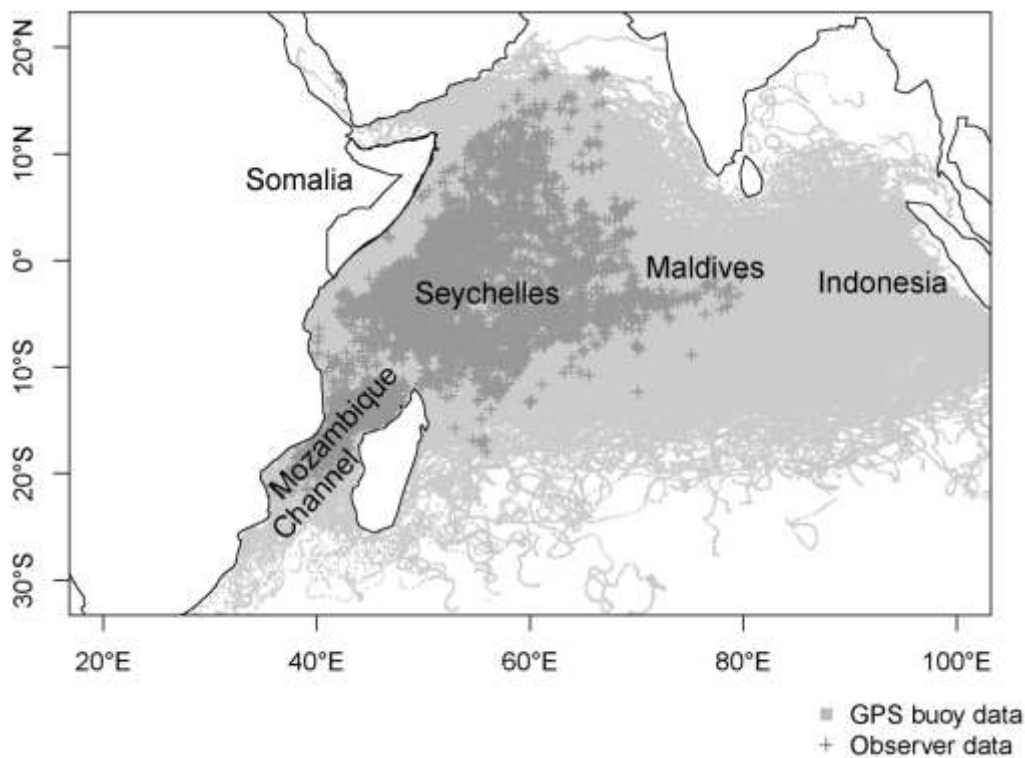 20°N
10°N
0°
10°S
20°S
30°S
Somalia
Seychelles
Maldives
Indonesia
Mozambique
Channel
20°E
40°E
60°E
80°E
100°E
GPS buoy data
Observer data